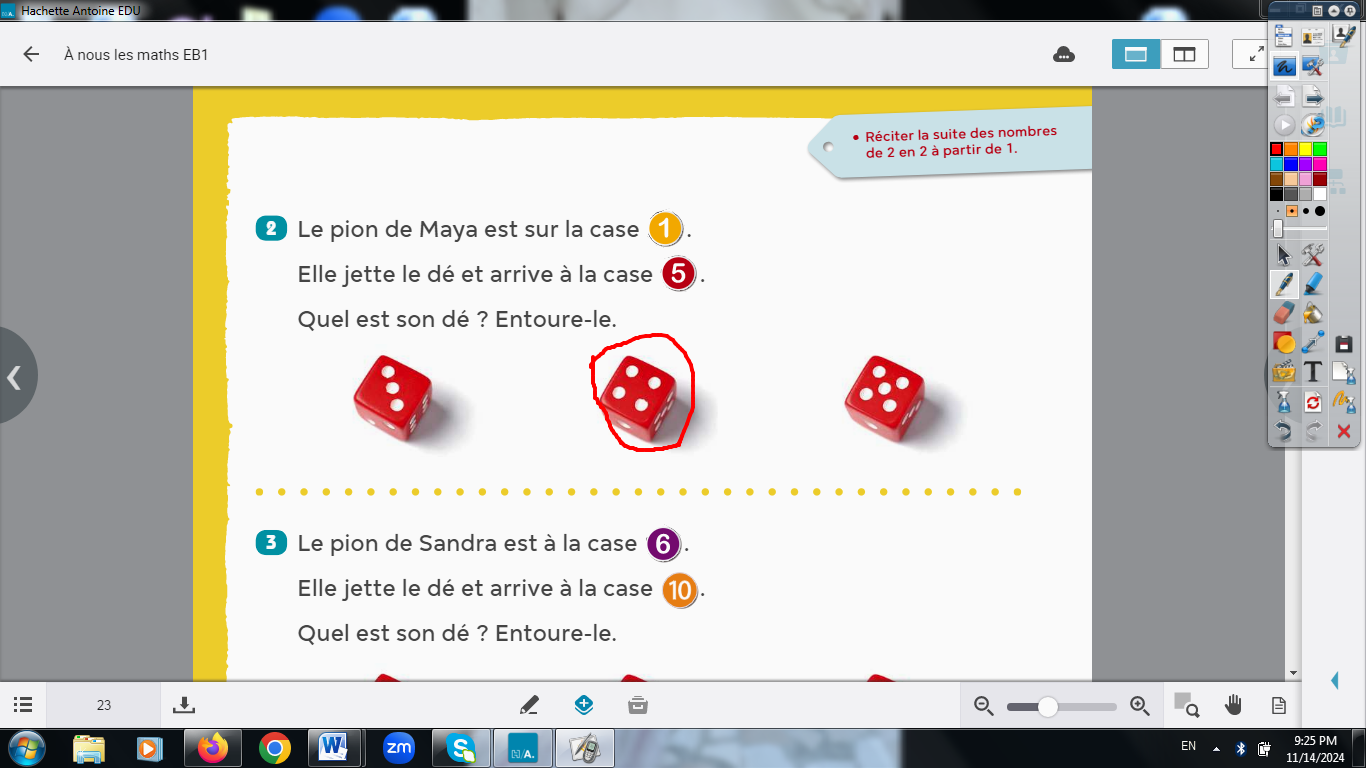 Hachette Antoine EDU
À nous les maths EB1
• Réciter la suite des nombres
de 2 en 2 à partir de 1.
2 Le pion de Maya est sur la case 1.
Elle jette le dé et arrive à la case 5.
Quel est son dé ? Entoure-le.
3 Le pion de Sandra est à la case 6.
Elle jette le dé et arrive à la case 10.
Quel est son dé ? Entoure-le.
23
EN
9:25 PM
11/14/2024